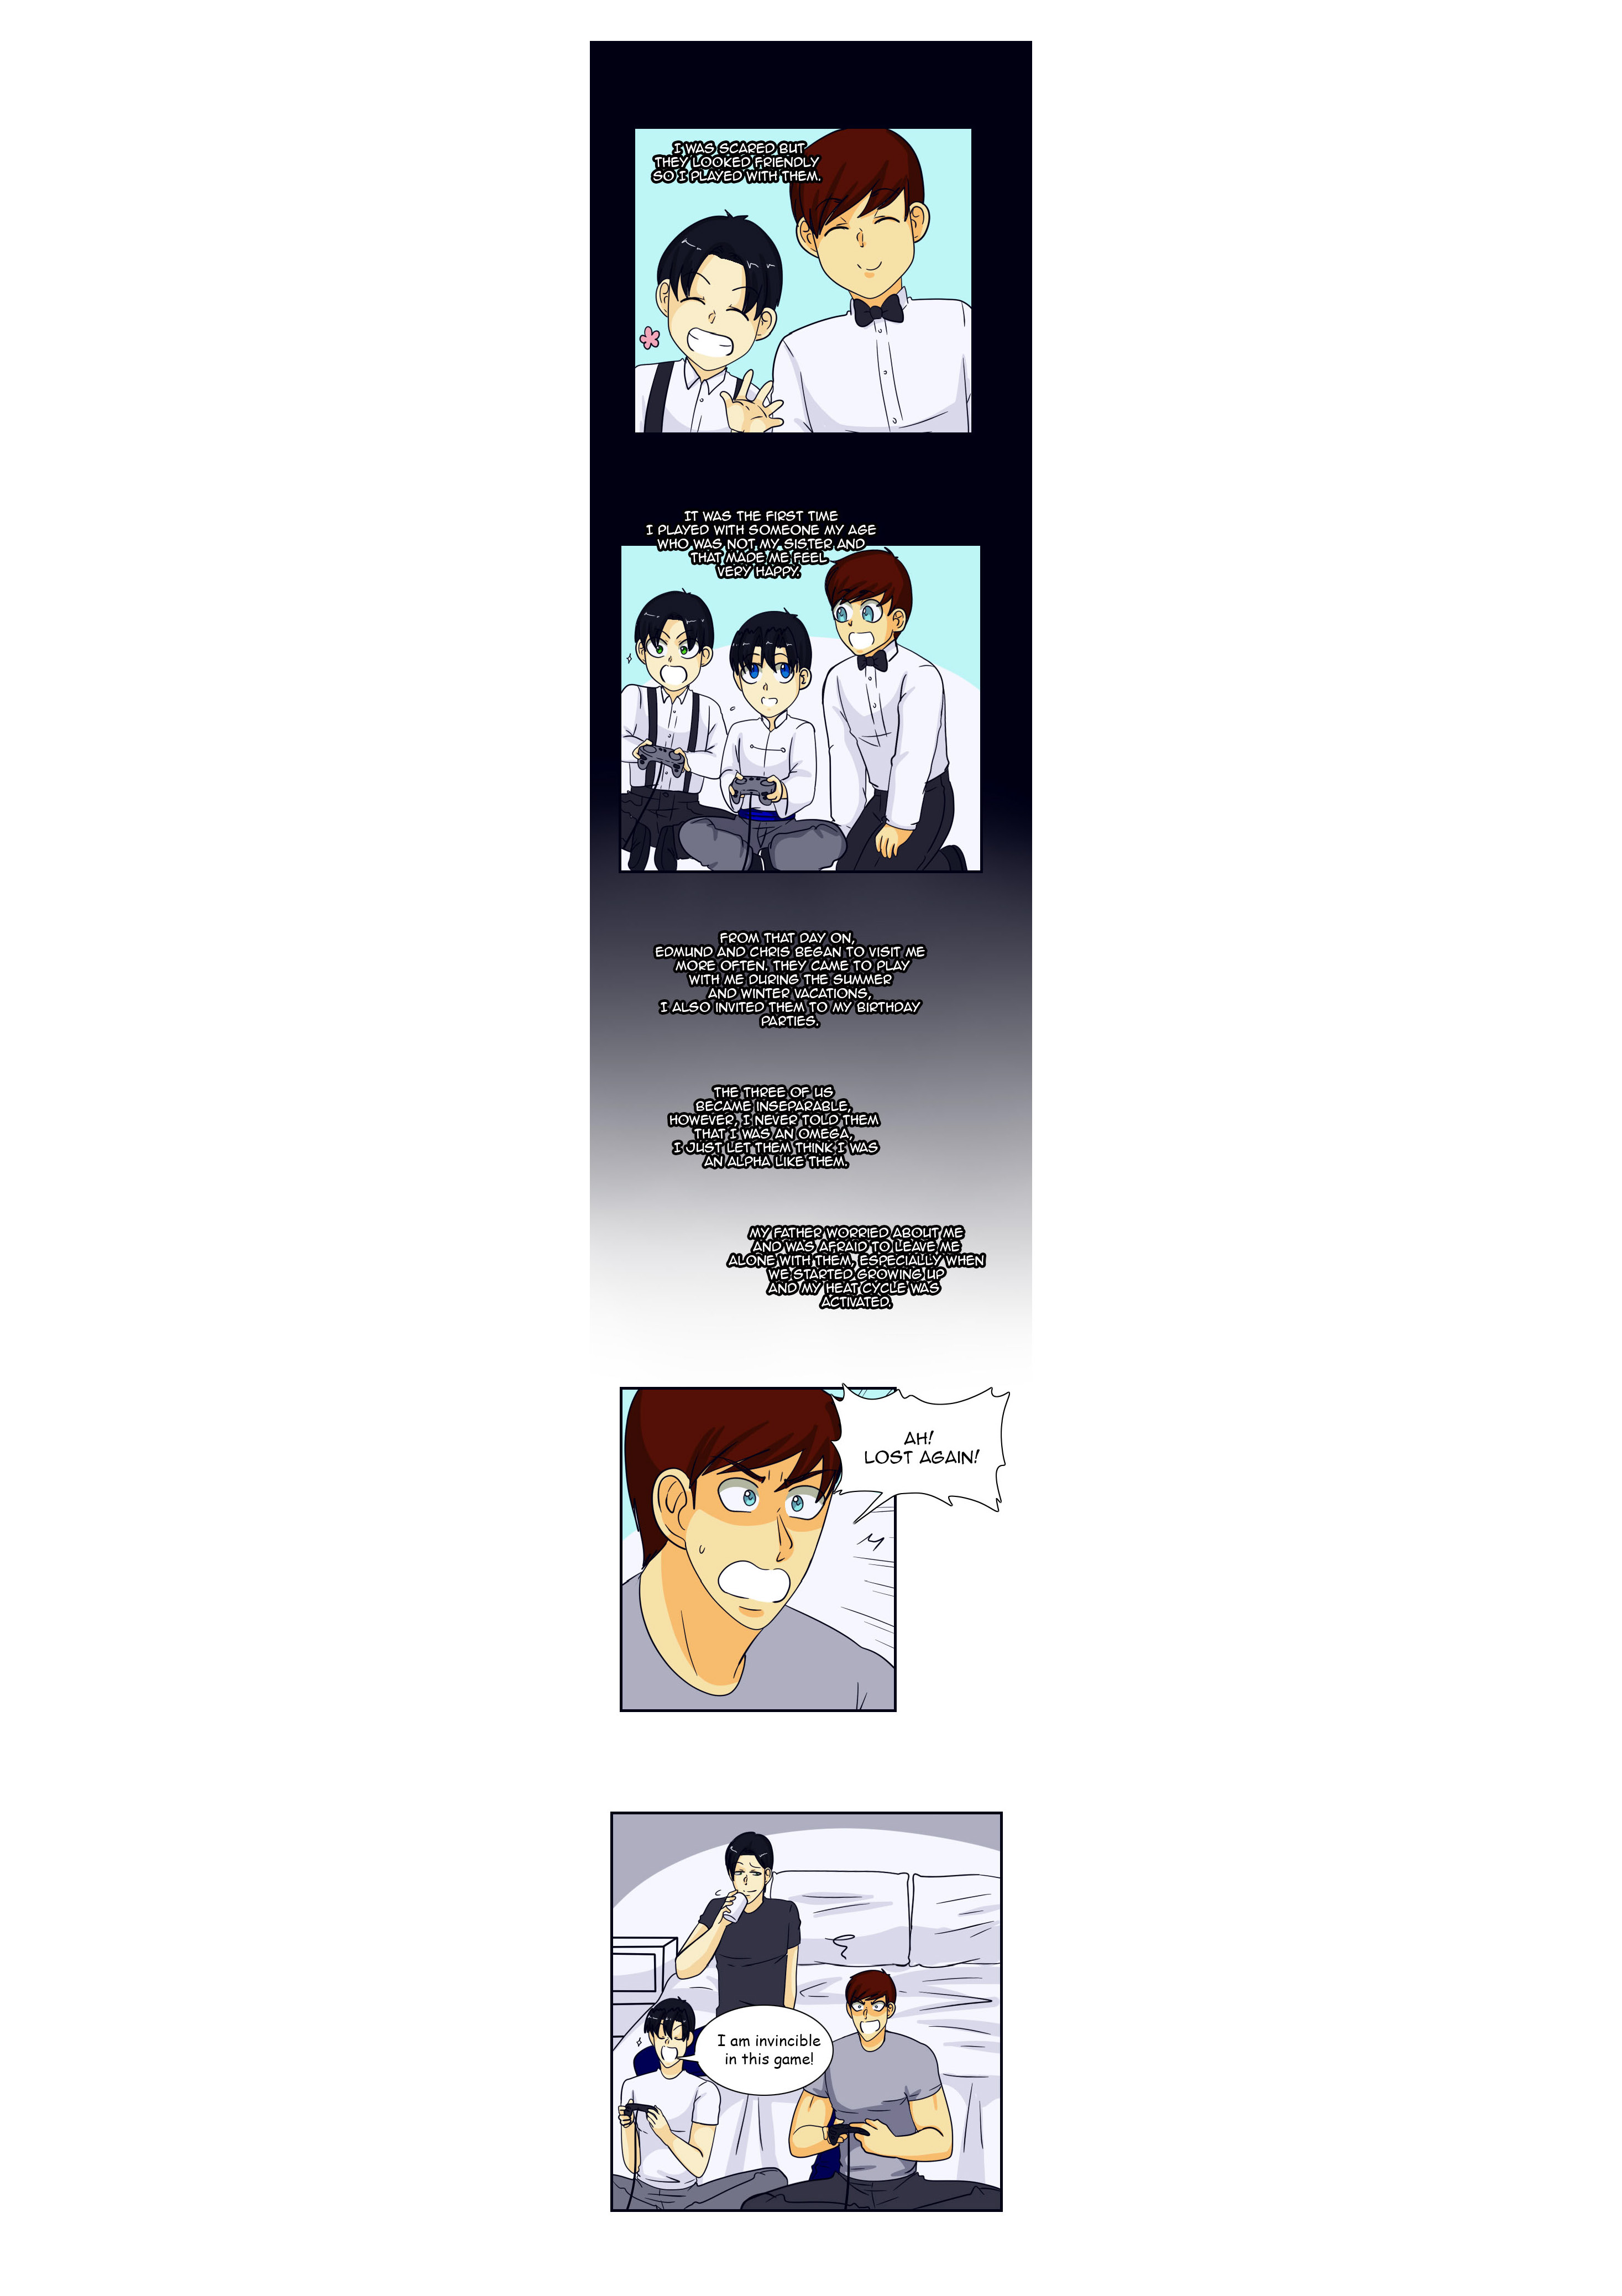 I WAS SCARED BUT
THEY LOOKED FRIENDLY
SO I PLAYED WITH THEM.
IT WAS THE FIRST TIME
I PLAYED WITH SOMEONE MY AGE
WHO WAS NOT MY SISTER AND
THAT MADE ME FEEL
VERY HAPPY.
FROM THAT DAY ON,
EDMUND AND CHRIS BEGAN TO VISIT ME
MORE OFTEN. THEY CAME TO PLAY
WITH ME DURING THE SUMMER
AND WINTER VACATIONS,
I ALSO INVITED THEM TO MY BIRTHDAY
PARTIES.
THE THREE OF US
BECAME INSEPARABLE,
HOWEVER, I NEVER TOLD THEM
THAT I WAS AN OMEGA,
I JUST LET THEM THINK I WAS
AN ALPHA LIKE THEM.
MY FATHER WORRIED ABOUT ME
AND WAS AFRAID TO LEAVE ME
ALONE WITH THEM, ESPECIALLY WHEN
WE STARTED GROWING UP
AND MY HEAT CYCLE WAS
ACTIVATED.
AH!
LOST AGAIN!
I am invincible
in this game!